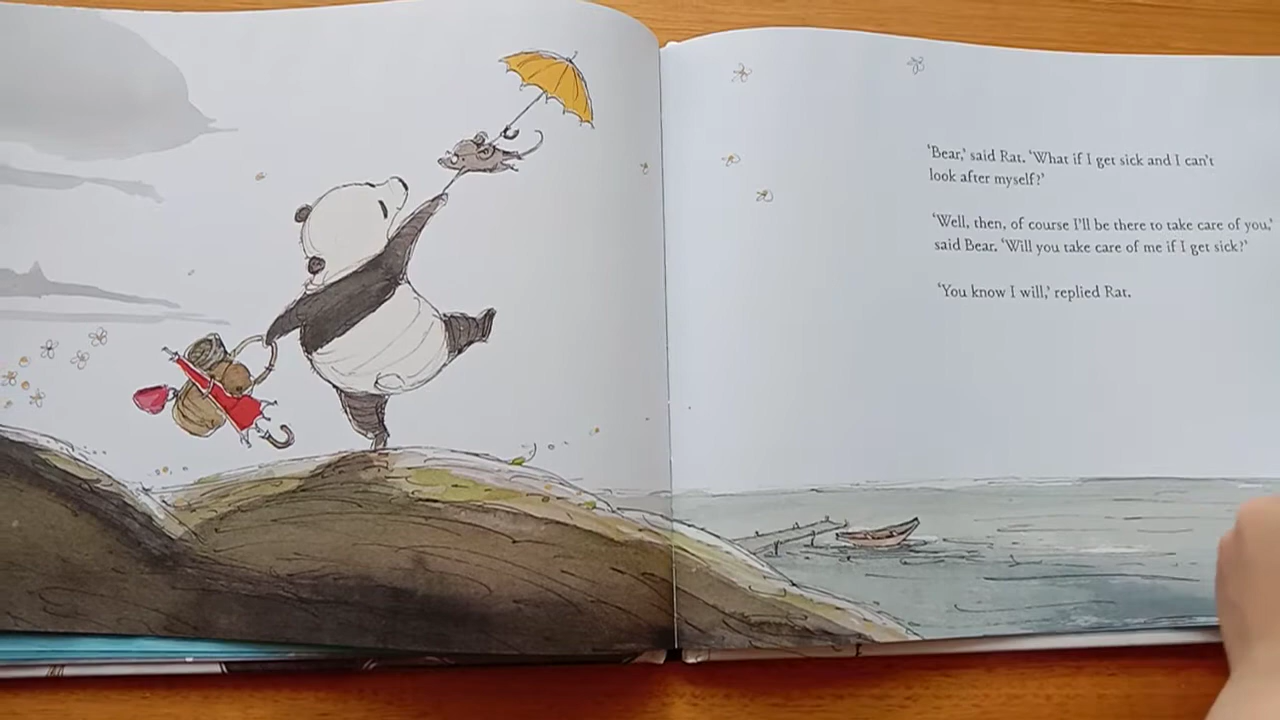 ‘Bear,’ said Rat. ‘What if I get sick and I can’t
look after myself?’
‘Well, then, of course I’ll be there to take care of you,’
said Bear. ‘Will you take care of me if I get sick?’
‘You know I will,’ replied Rat.